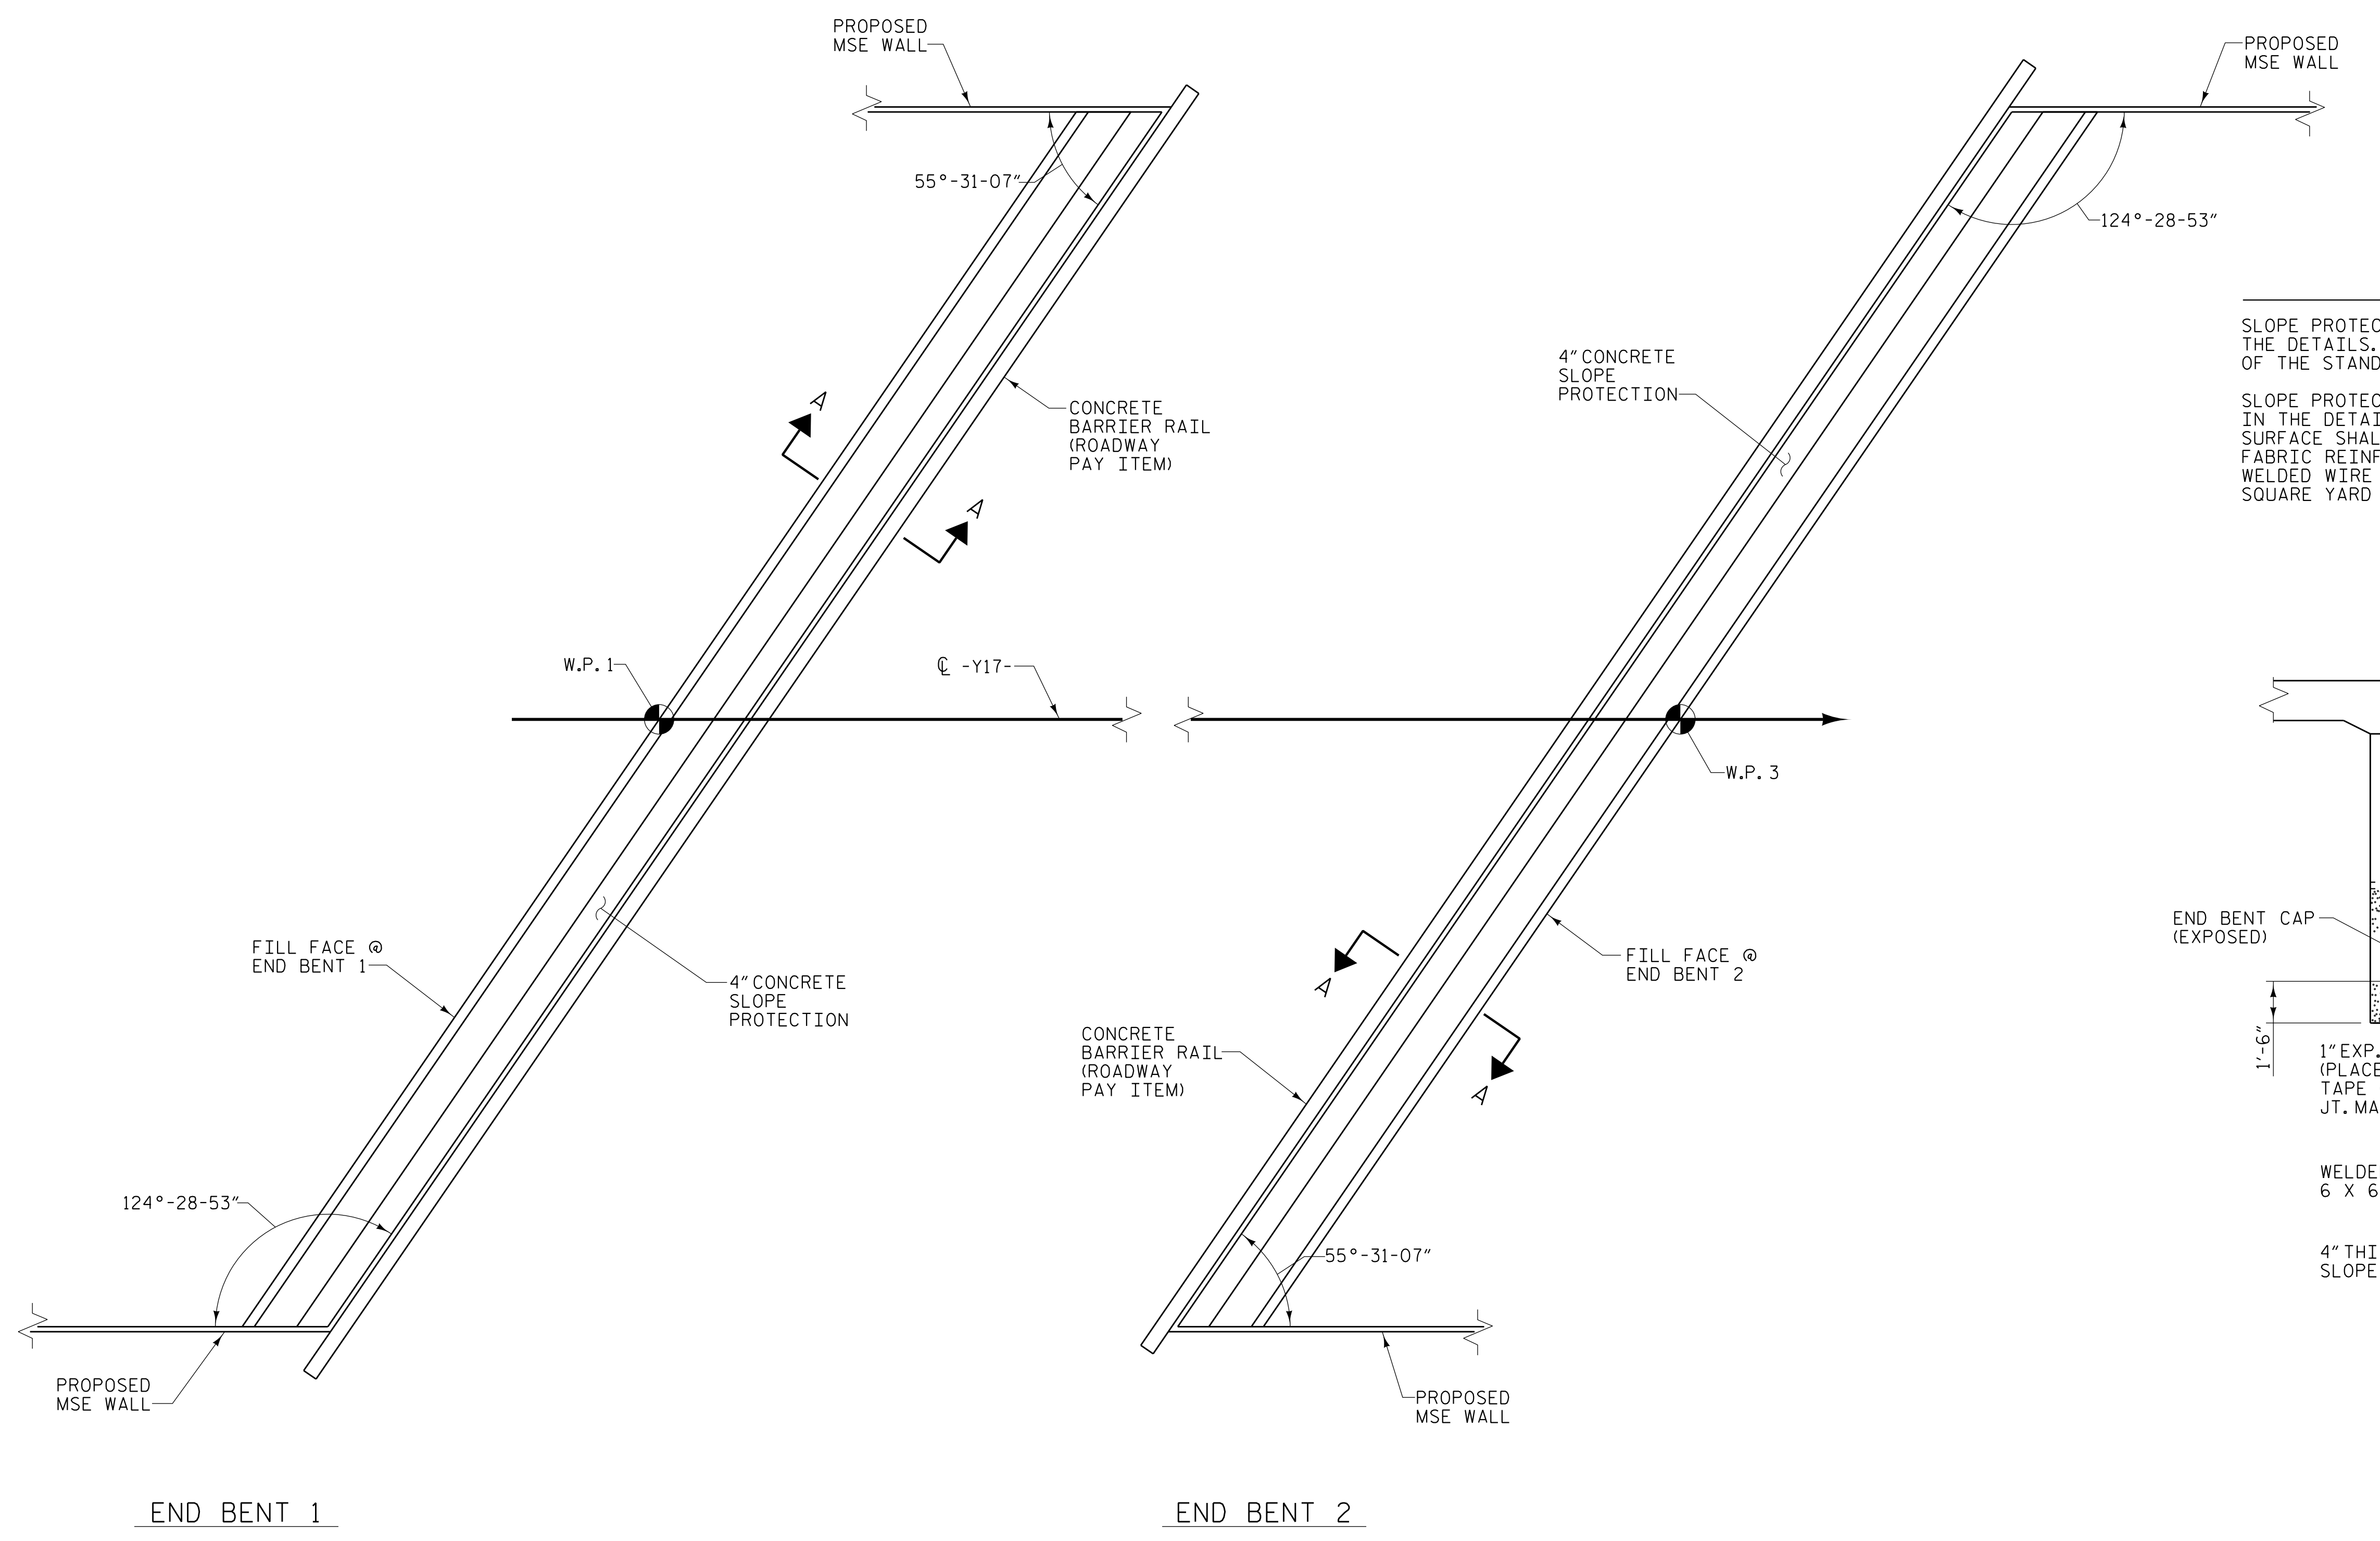 PROPOSED
MSE WALL
55°-31-07"
CONCRETE
BARRIER RAIL
(ROADWAY
PAY ITEM)
A
A
W.P. 1
℄ -Y17-
FILL FACE @
END BENT 1
4" CONCRETE
SLOPE
PROTECTION
124°-28-53"
PROPOSED
MSE WALL
END BENT 1
PROPOSED
MSE WALL
124°-28-53"
4" CONCRETE
SLOPE
PROTECTION
W.P. 3
FILL FACE @
END BENT 2
A
A
CONCRETE
BARRIER RAIL
(ROADWAY
PAY ITEM)
55°-31-07"
PROPOSED
MSE WALL
END BENT 2
SLOPE PROTEC
THE DETAILS.
OF THE STAND
SLOPE PROTEC
IN THE DETAI
SURFACE SHAL
FABRIC REINF
WELDED WIRE
SQUARE YARD
END BENT CAP
(EXPOSED)
1'-6"
1" EXP.
(PLACE
TAPE
JT. MA
WELDE
6 X 6
4" THI
SLOPE